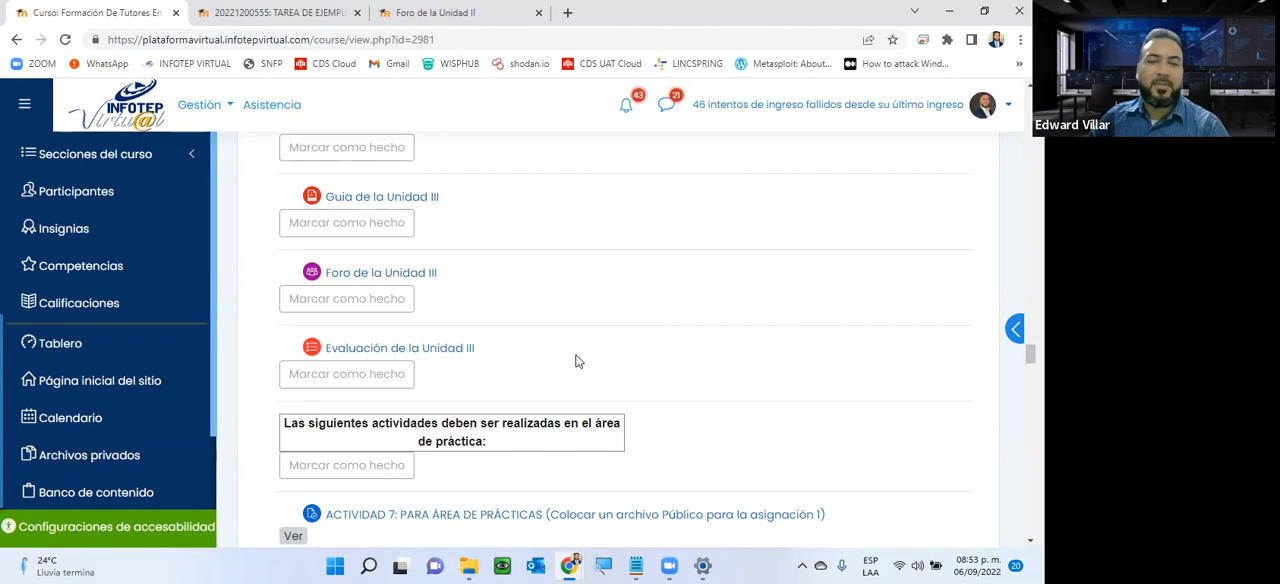 Curso: Formación De Tutores En
20221200555: TAREA DE EJEMPL
Foro de la Unidad II
https://plataformavirtual.infotepvirtual.com/course/view.php?id=2981
ZOOM
WhatsApp
INFOTEP VIRTUAL
SNFP
CDS Cloud
Gmail
WISPHUB
shodan.io
CDS UAT Cloud
LINCSPRING
Metasploit: About...
How to attack Wind...
»
INFOTEP
Virtu@l
Gestión
Asistencia
43
21
46 intentos de ingreso fallidos desde su último ingreso
Edward Villar
Secciones del curso
Participantes
Insignias
Competencias
Calificaciones
Tablero
Página inicial del sitio
Calendario
Archivos privados
Banco de contenido
Configuraciones de accesabilidad
Marcar como hecho
Guia de la Unidad III
Marcar como hecho
Foro de la Unidad III
Marcar como hecho
Evaluación de la Unidad III
Marcar como hecho
Las siguientes actividades deben ser realizadas en el área
de práctica:
Marcar como hecho
ACTIVIDAD 7: PARA ÁREA DE PRÁCTICAS (Colocar un archivo Público para la asignación 1)
Ver
24°C
Lluvia termina
ESP
LAA
08:53 p. m.
06/09/2022
20